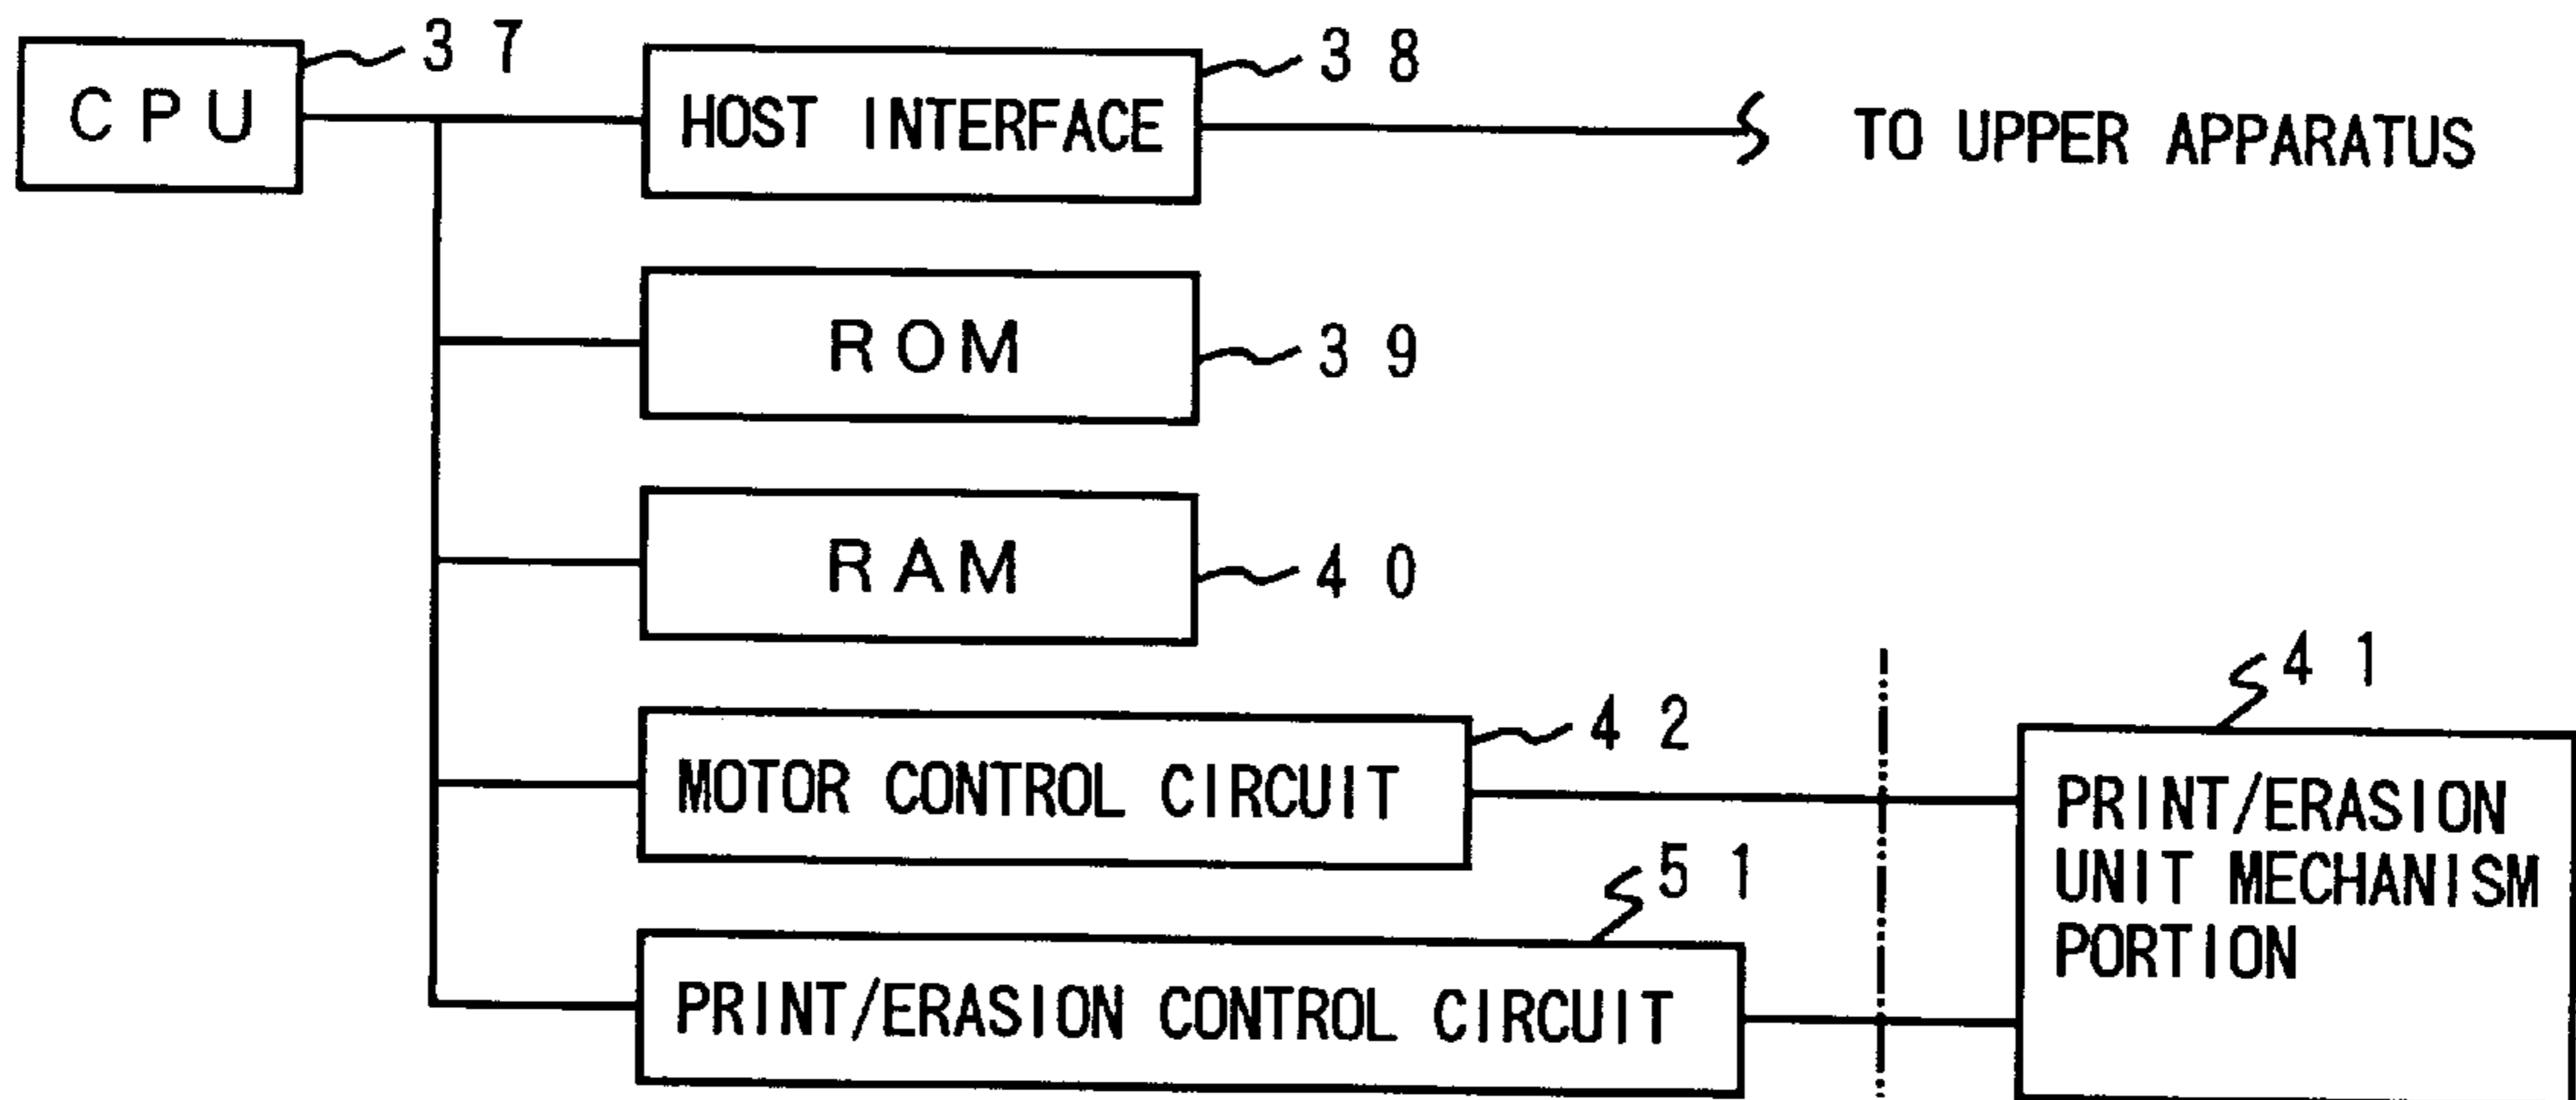 CPU
37
HOST INTERFACE
38
TO UPPER APPARATUS
ROM
39
RAM
40
MOTOR CONTROL CIRCUIT
42
41
PRINT/ERASION
UNIT MECHANISM
PORTION
PRINT/ERASION CONTROL CIRCUIT
51